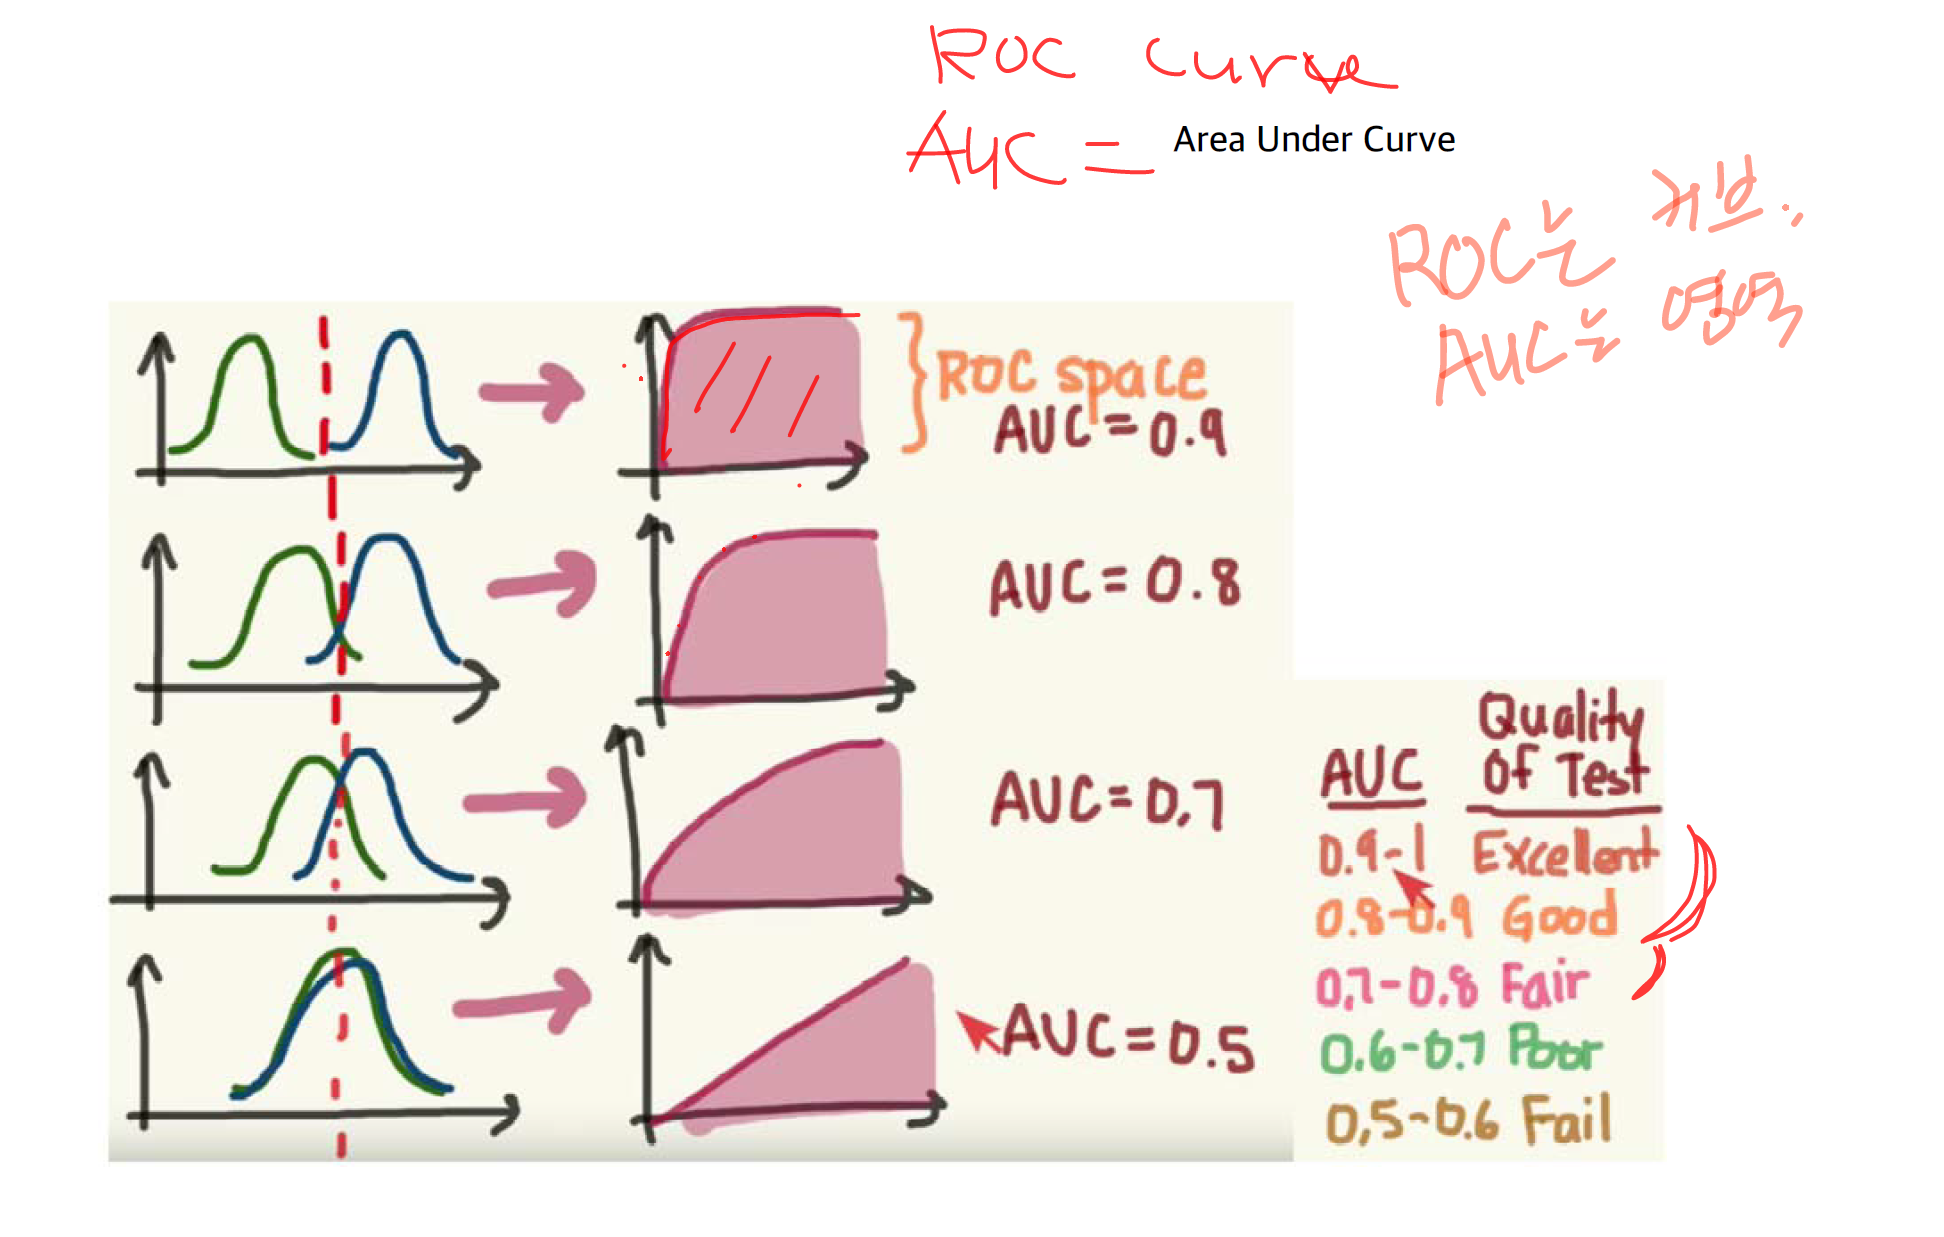 ROC curve
AUC = Area Under Curve
ROC는 커브.
AUC는 영역
ROC space
AUC = 0.9
AUC = 0.8
AUC = 0.7
AUC = 0.5
AUC Quality Of Test
0.9-1 Excellent
0.8-0.9 Good
0.7-0.8 Fair
0.6-0.7 Poor
0.5-0.6 Fail